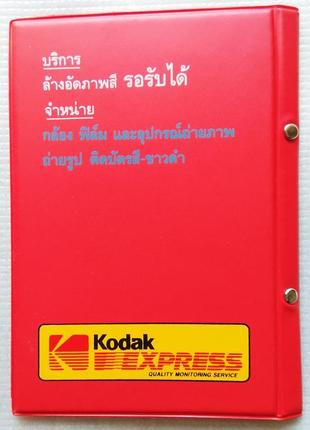 บริการ
ล้างอัดภาพสี รอรับได้
จำหน่าย
กล้อง ฟิล์ม และอุปกรณ์ถ่ายภาพ
ถ่ายรูป ติดบัตรสี-ขาวดำ
Kodak
EXPRESS
QUALITY MONITORING SERVICE